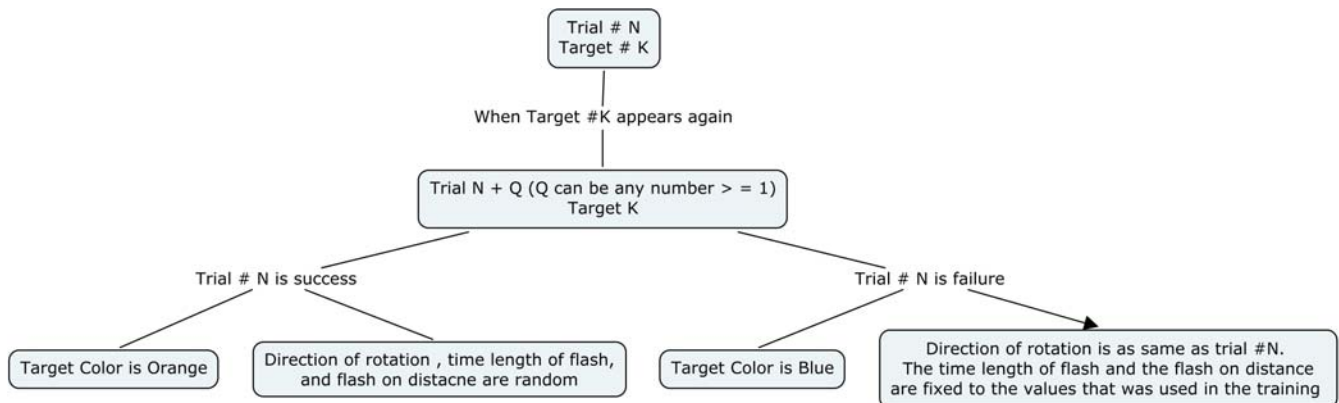 Trial # N
Target # K
When Target #K appears again
Trial N + Q (Q can be any number > = 1)
Target K
Trial # N is success
Trial # N is failure
Target Color is Orange
Direction of rotation , time length of flash,
and flash on distacne are random
Target Color is Blue
Direction of rotation is as same as trial #N.
The time length of flash and the flash on distance
are fixed to the values that was used in the training